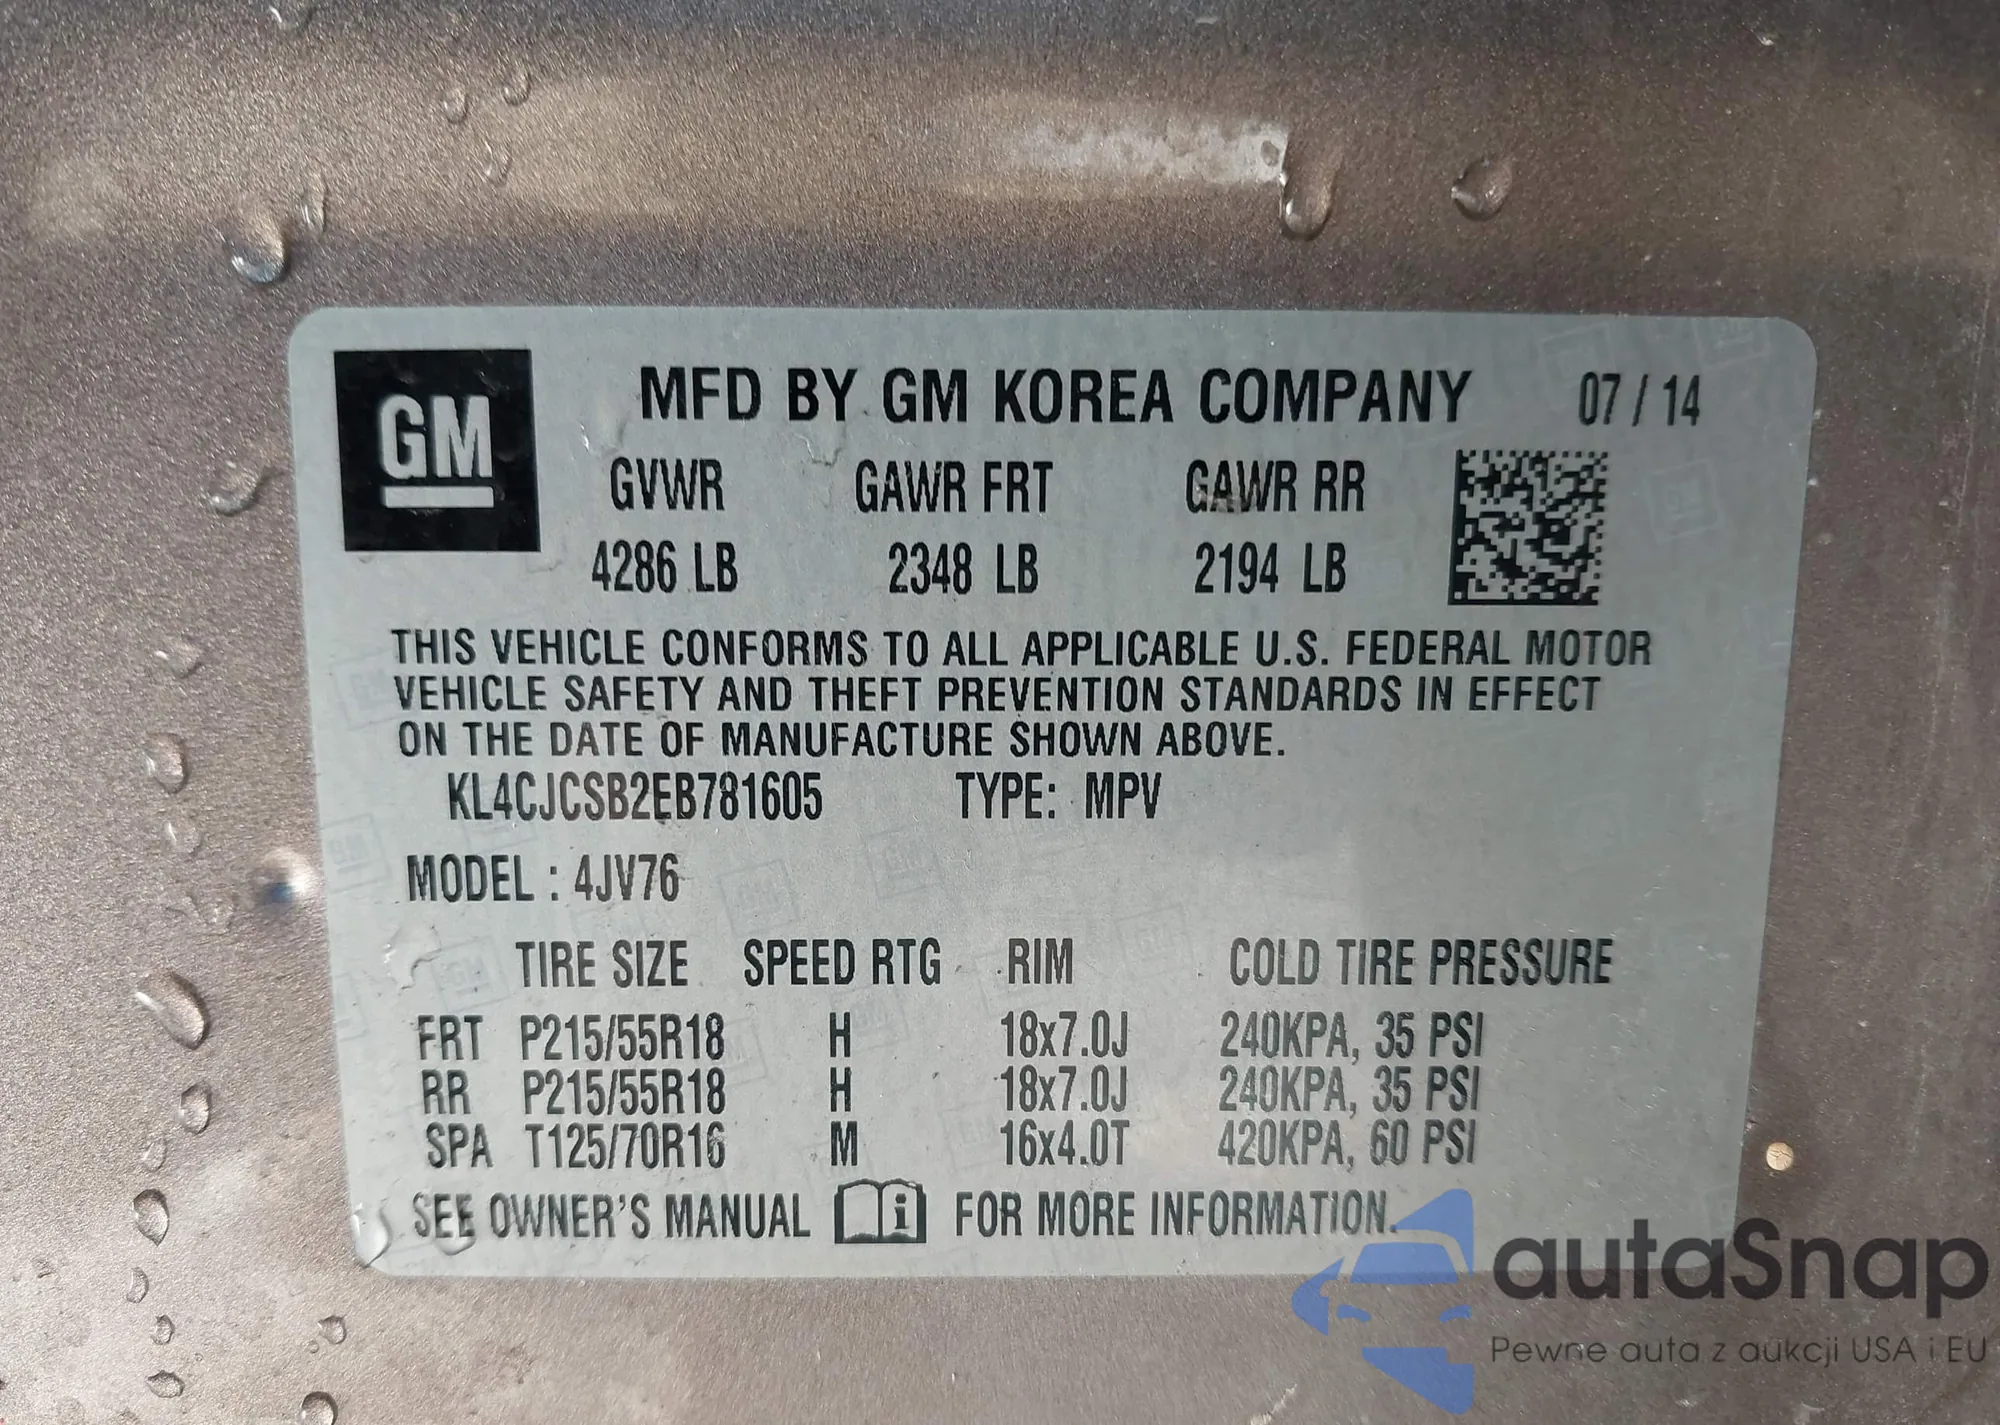 GM
MFD BY GM KOREA COMPANY 07 / 14
GVWR GAWR FRT GAWR RR
4286 LB 2348 LB 2194 LB
THIS VEHICLE CONFORMS TO ALL APPLICABLE U.S. FEDERAL MOTOR
VEHICLE SAFETY AND THEFT PREVENTION STANDARDS IN EFFECT
ON THE DATE OF MANUFACTURE SHOWN ABOVE.
KL4CJCSB2EB781605 TYPE: MPV
MODEL : 4JV76
TIRE SIZE SPEED RTG RIM COLD TIRE PRESSURE
FRT P215/55R18 H 18x7.0J 240KPA, 35 PSI
RR P215/55R18 H 18x7.0J 240KPA, 35 PSI
SPA T125/70R16 M 16x4.0T 420KPA, 60 PSI
SEE OWNER'S MANUAL i FOR MORE INFORMATION.
autaSnap
Pewne auta z aukcji USA i EU